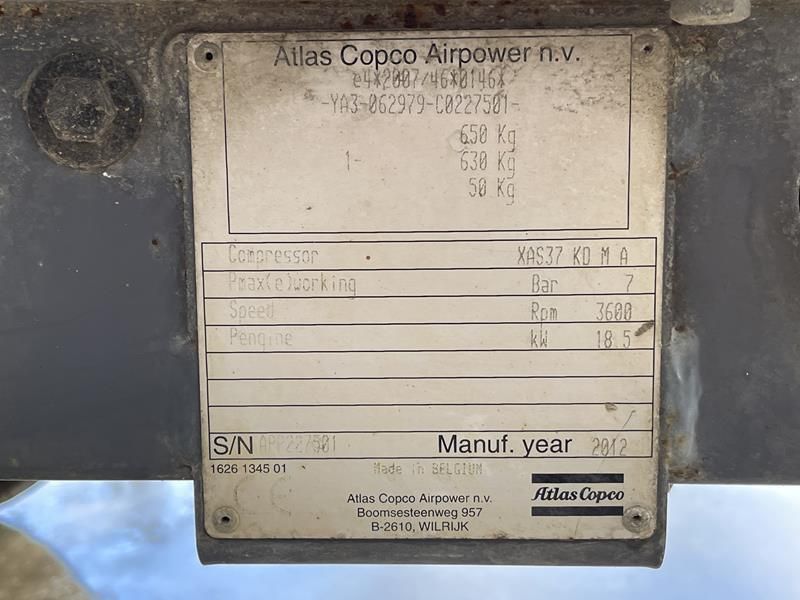 Atlas Copco Airpower n.v.
e4*2007/46*0146*
-YA3-062979-C0227501-
650 Kg
1- 630 Kg
50 Kg
Compressor XAS37 KD M A
Pmax(e)working Bar 7
Speed Rpm 3600
Pengine kW 18.5
S/N APP227501 Manuf. year 2012
1626 1345 01 Made in BELGIUM
CE
Atlas Copco Airpower n.v.
Boomsesteenweg 957
B-2610, WILRIJK
Atlas Copco